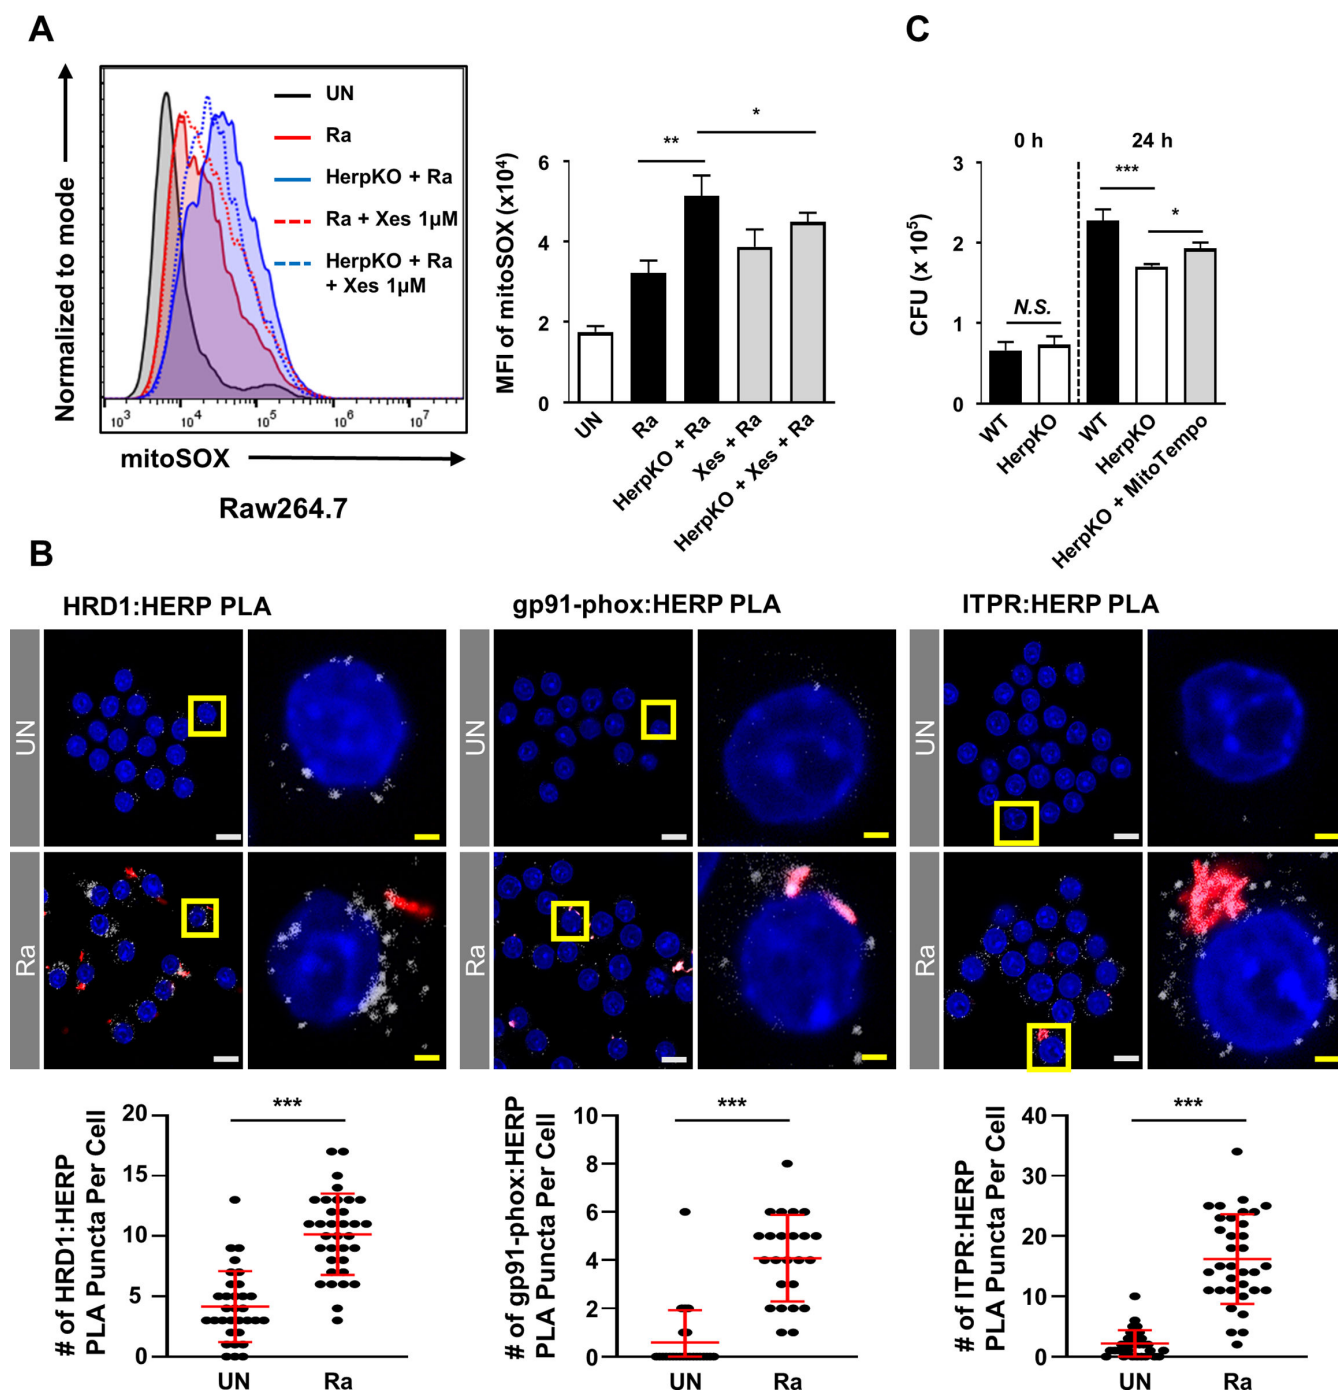 A
Normalized to mode
UN
Ra
HerpKO + Ra
Ra + Xes 1µM
HerpKO + Ra
+ Xes 1µM
10³ 10⁴ 10⁵ 10⁶ 10⁷
mitoSOX
Raw264.7
MFI of mitoSOX (x10⁴)
*
**
6
4
2
0
UN
Ra
HerpKO + Ra
Xes + Ra
HerpKO + Xes + Ra
C
0 h 24 h
CFU (x 10⁵)
3
2
1
0
N.S.
***
*
WT
HerpKO
WT
HerpKO
HerpKO + MitoTempo
B
HRD1:HERP PLA
UN
Ra
gp91-phox:HERP PLA
UN
Ra
ITPR:HERP PLA
UN
Ra
# of HRD1:HERP
PLA Puncta Per Cell
20
15
10
5
0
***
UN Ra
# of gp91-phox:HERP
PLA Puncta Per Cell
10
8
6
4
2
0
***
UN Ra
# of ITPR:HERP
PLA Puncta Per Cell
40
30
20
10
0
***
UN Ra